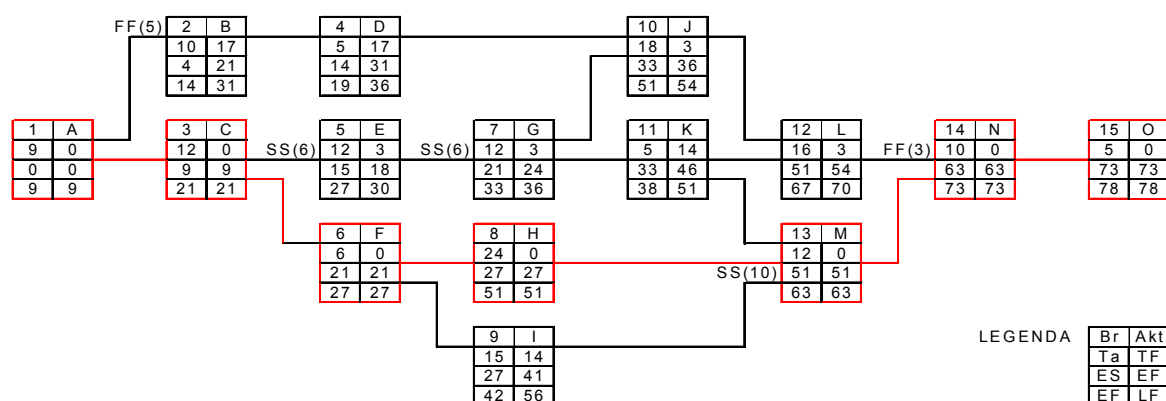 FF(5) 2 B 4 D 10 J
10 17 5 17 18 3
4 21 14 31 33 36
14 31 19 36 51 54
1 A 3 C 5 E 7 G 11 K 12 L 14 N 15 O
9 0 12 0 SS(6) 12 3 SS(6) 12 3 5 14 16 3 FF(3) 10 0 5 0
0 0 9 9 15 18 21 24 33 46 51 54 63 63 73 73
9 9 21 21 27 30 33 36 38 51 67 70 73 73 78 78
6 F 8 H 13 M
6 0 24 0 12 0
21 21 27 27 SS(10) 51 51
27 27 51 51 63 63
9 I LEGENDA Br Akt
15 14 Ta TF
27 41 ES EF
42 56 EF LF